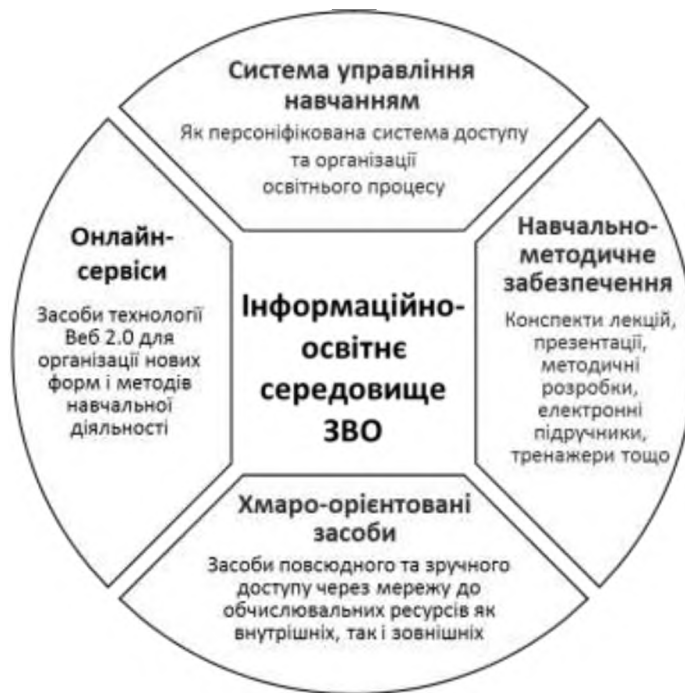 Система управління
навчанням
Як персоніфікована система доступу
та організації
освітнього процесу
Онлайн-
сервіси
Засоби технології
Веб 2.0 для
організації нових
форм і методів
навчальної
діяльності
Інформаційно-
освітнє
середовище
ЗВО
Навчально-
методичне
забезпечення
Конспекти лекцій,
презентації,
методичні
розробки,
електронні
підручники,
тренажери тощо
Хмаро-орієнтовані
засоби
Засоби повсюдного та зручного
доступу через мережу до
обчислювальних ресурсів як
внутрішніх, так і зовнішніх